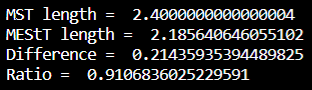 MST length =  2.4000000000000004
MEStT length =  2.185640646055102
Difference =  0.21435935394489825
Ratio =  0.9106836025229591